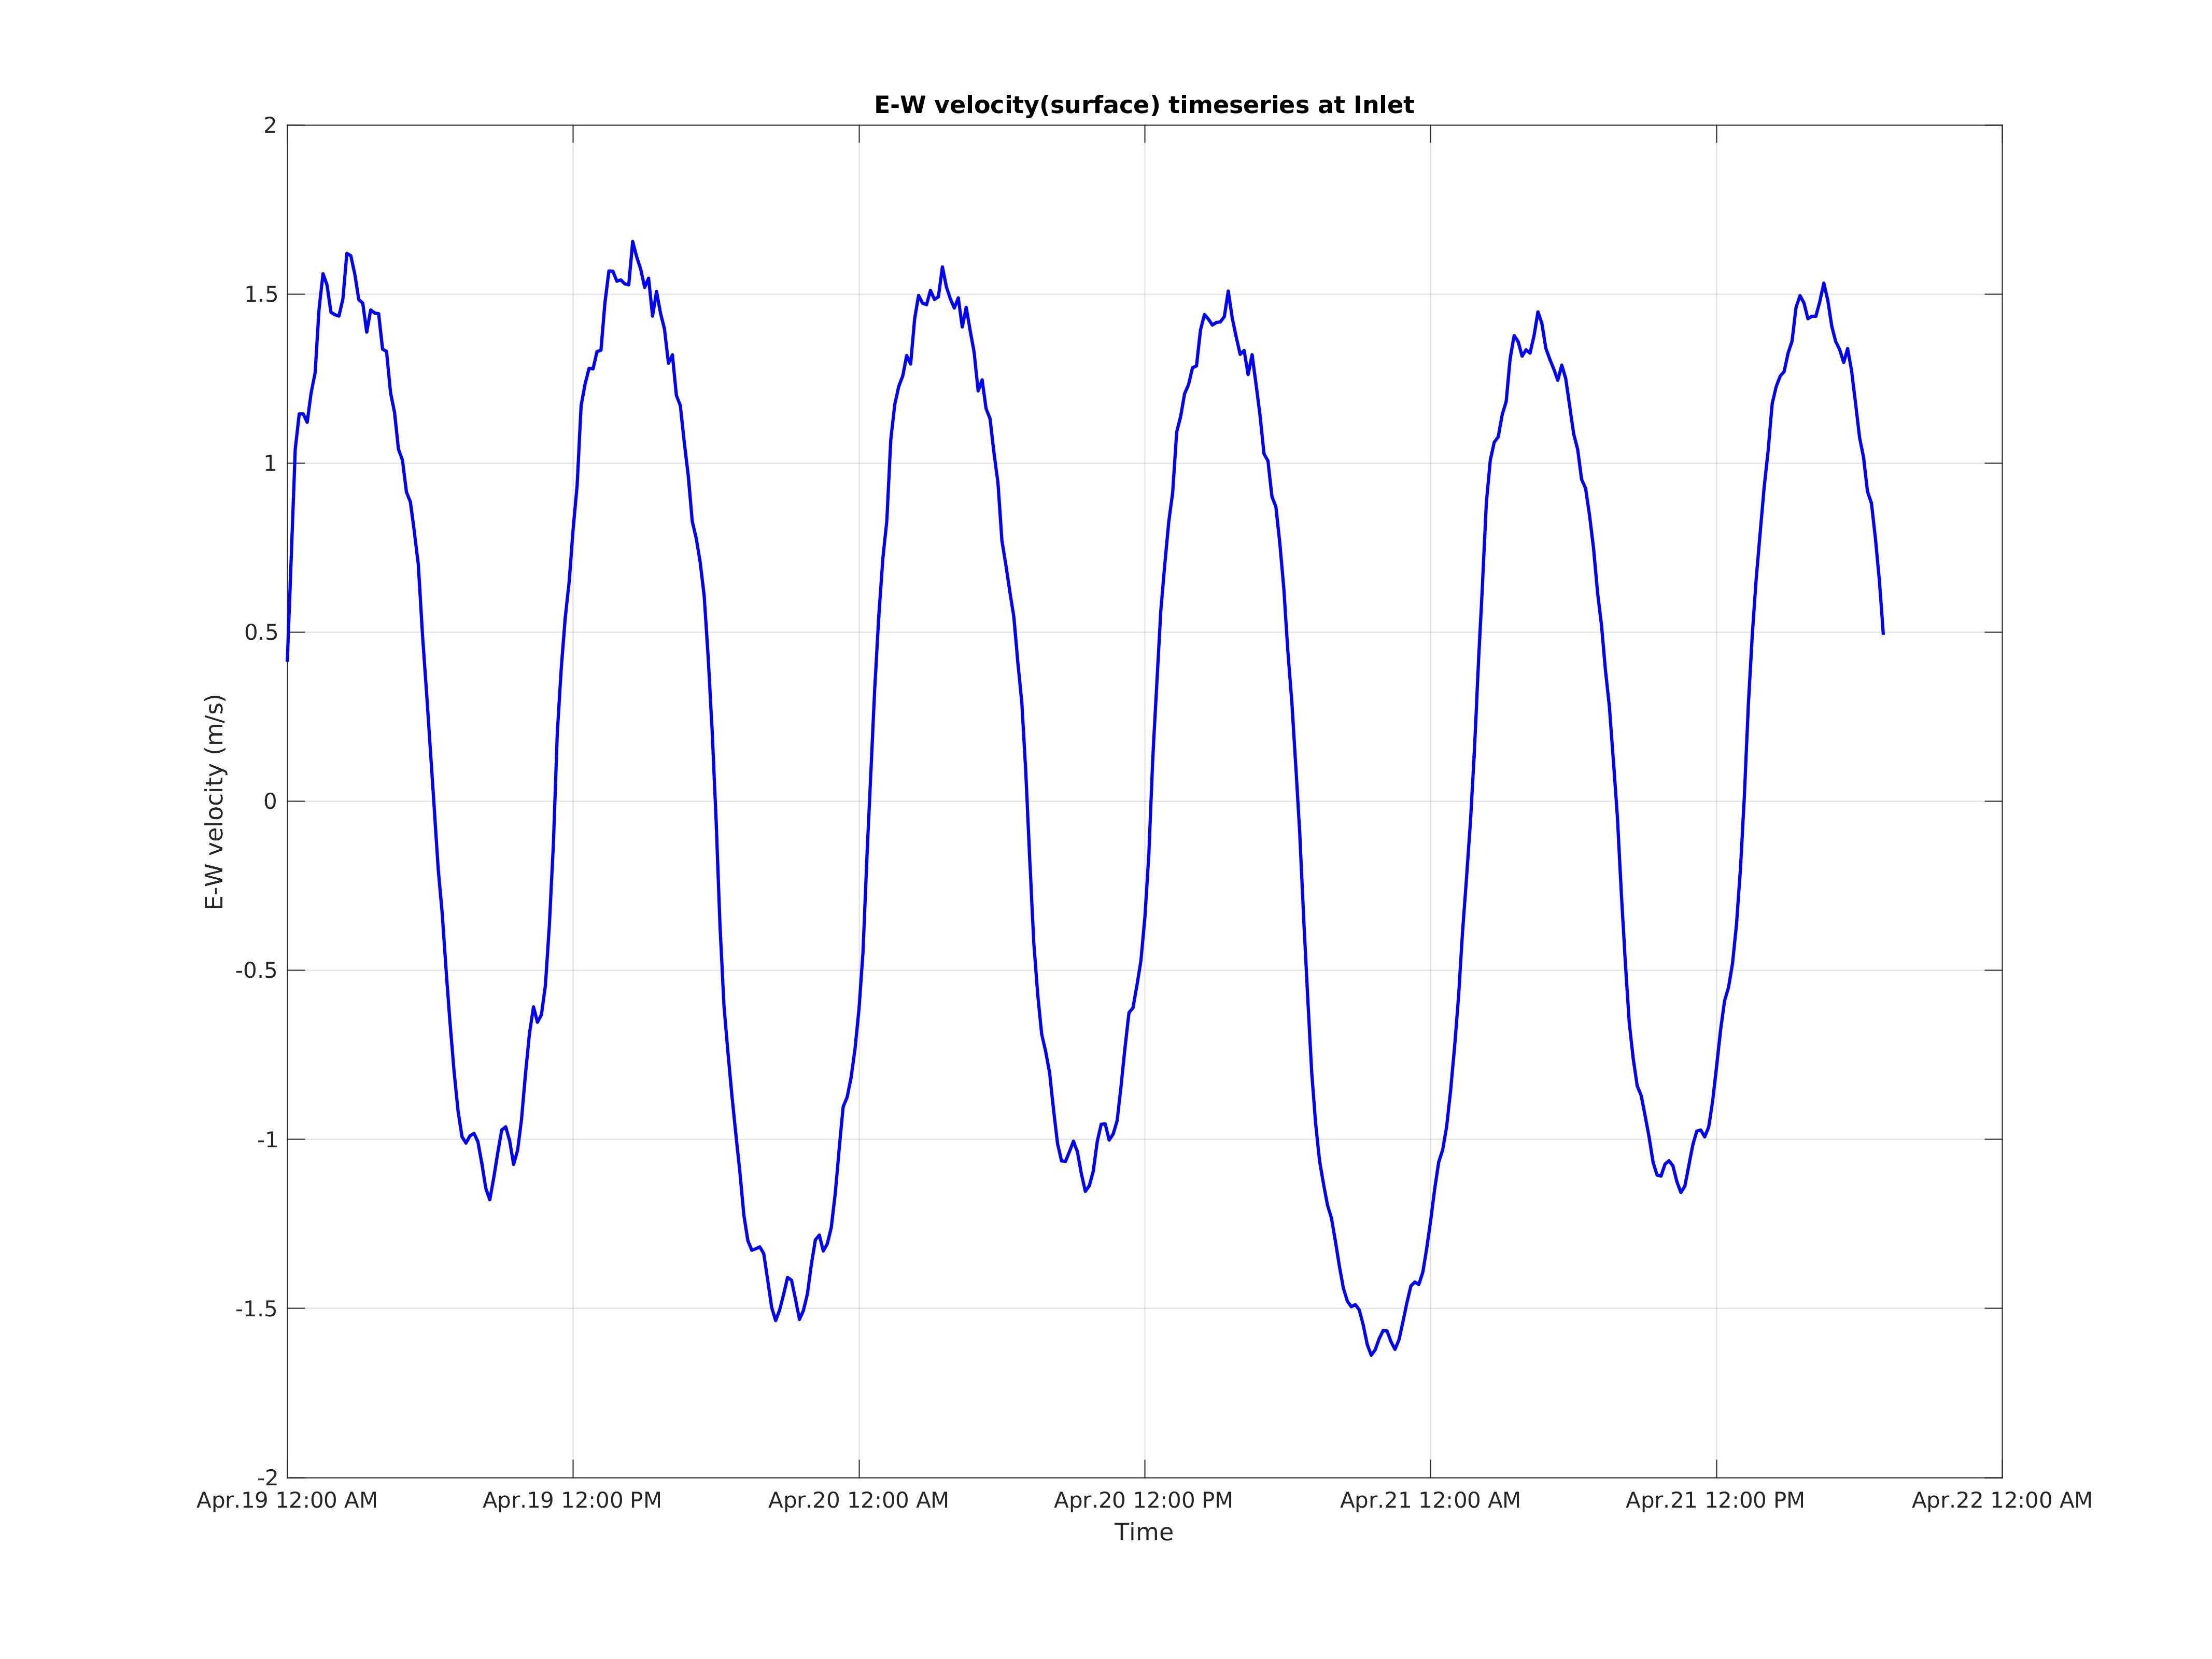 E-W velocity(surface) timeseries at Inlet
2
1.5
1
0.5
0
-0.5
-1
-1.5
-2
E-W velocity (m/s)
Apr.19 12:00 AM Apr.19 12:00 PM Apr.20 12:00 AM Apr.20 12:00 PM Apr.21 12:00 AM Apr.21 12:00 PM Apr.22 12:00 AM
Time